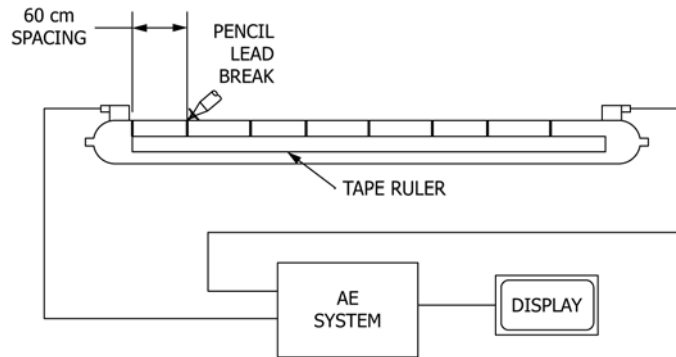 60 cm
SPACING
PENCIL
LEAD
BREAK
TAPE RULER
AE
SYSTEM
DISPLAY